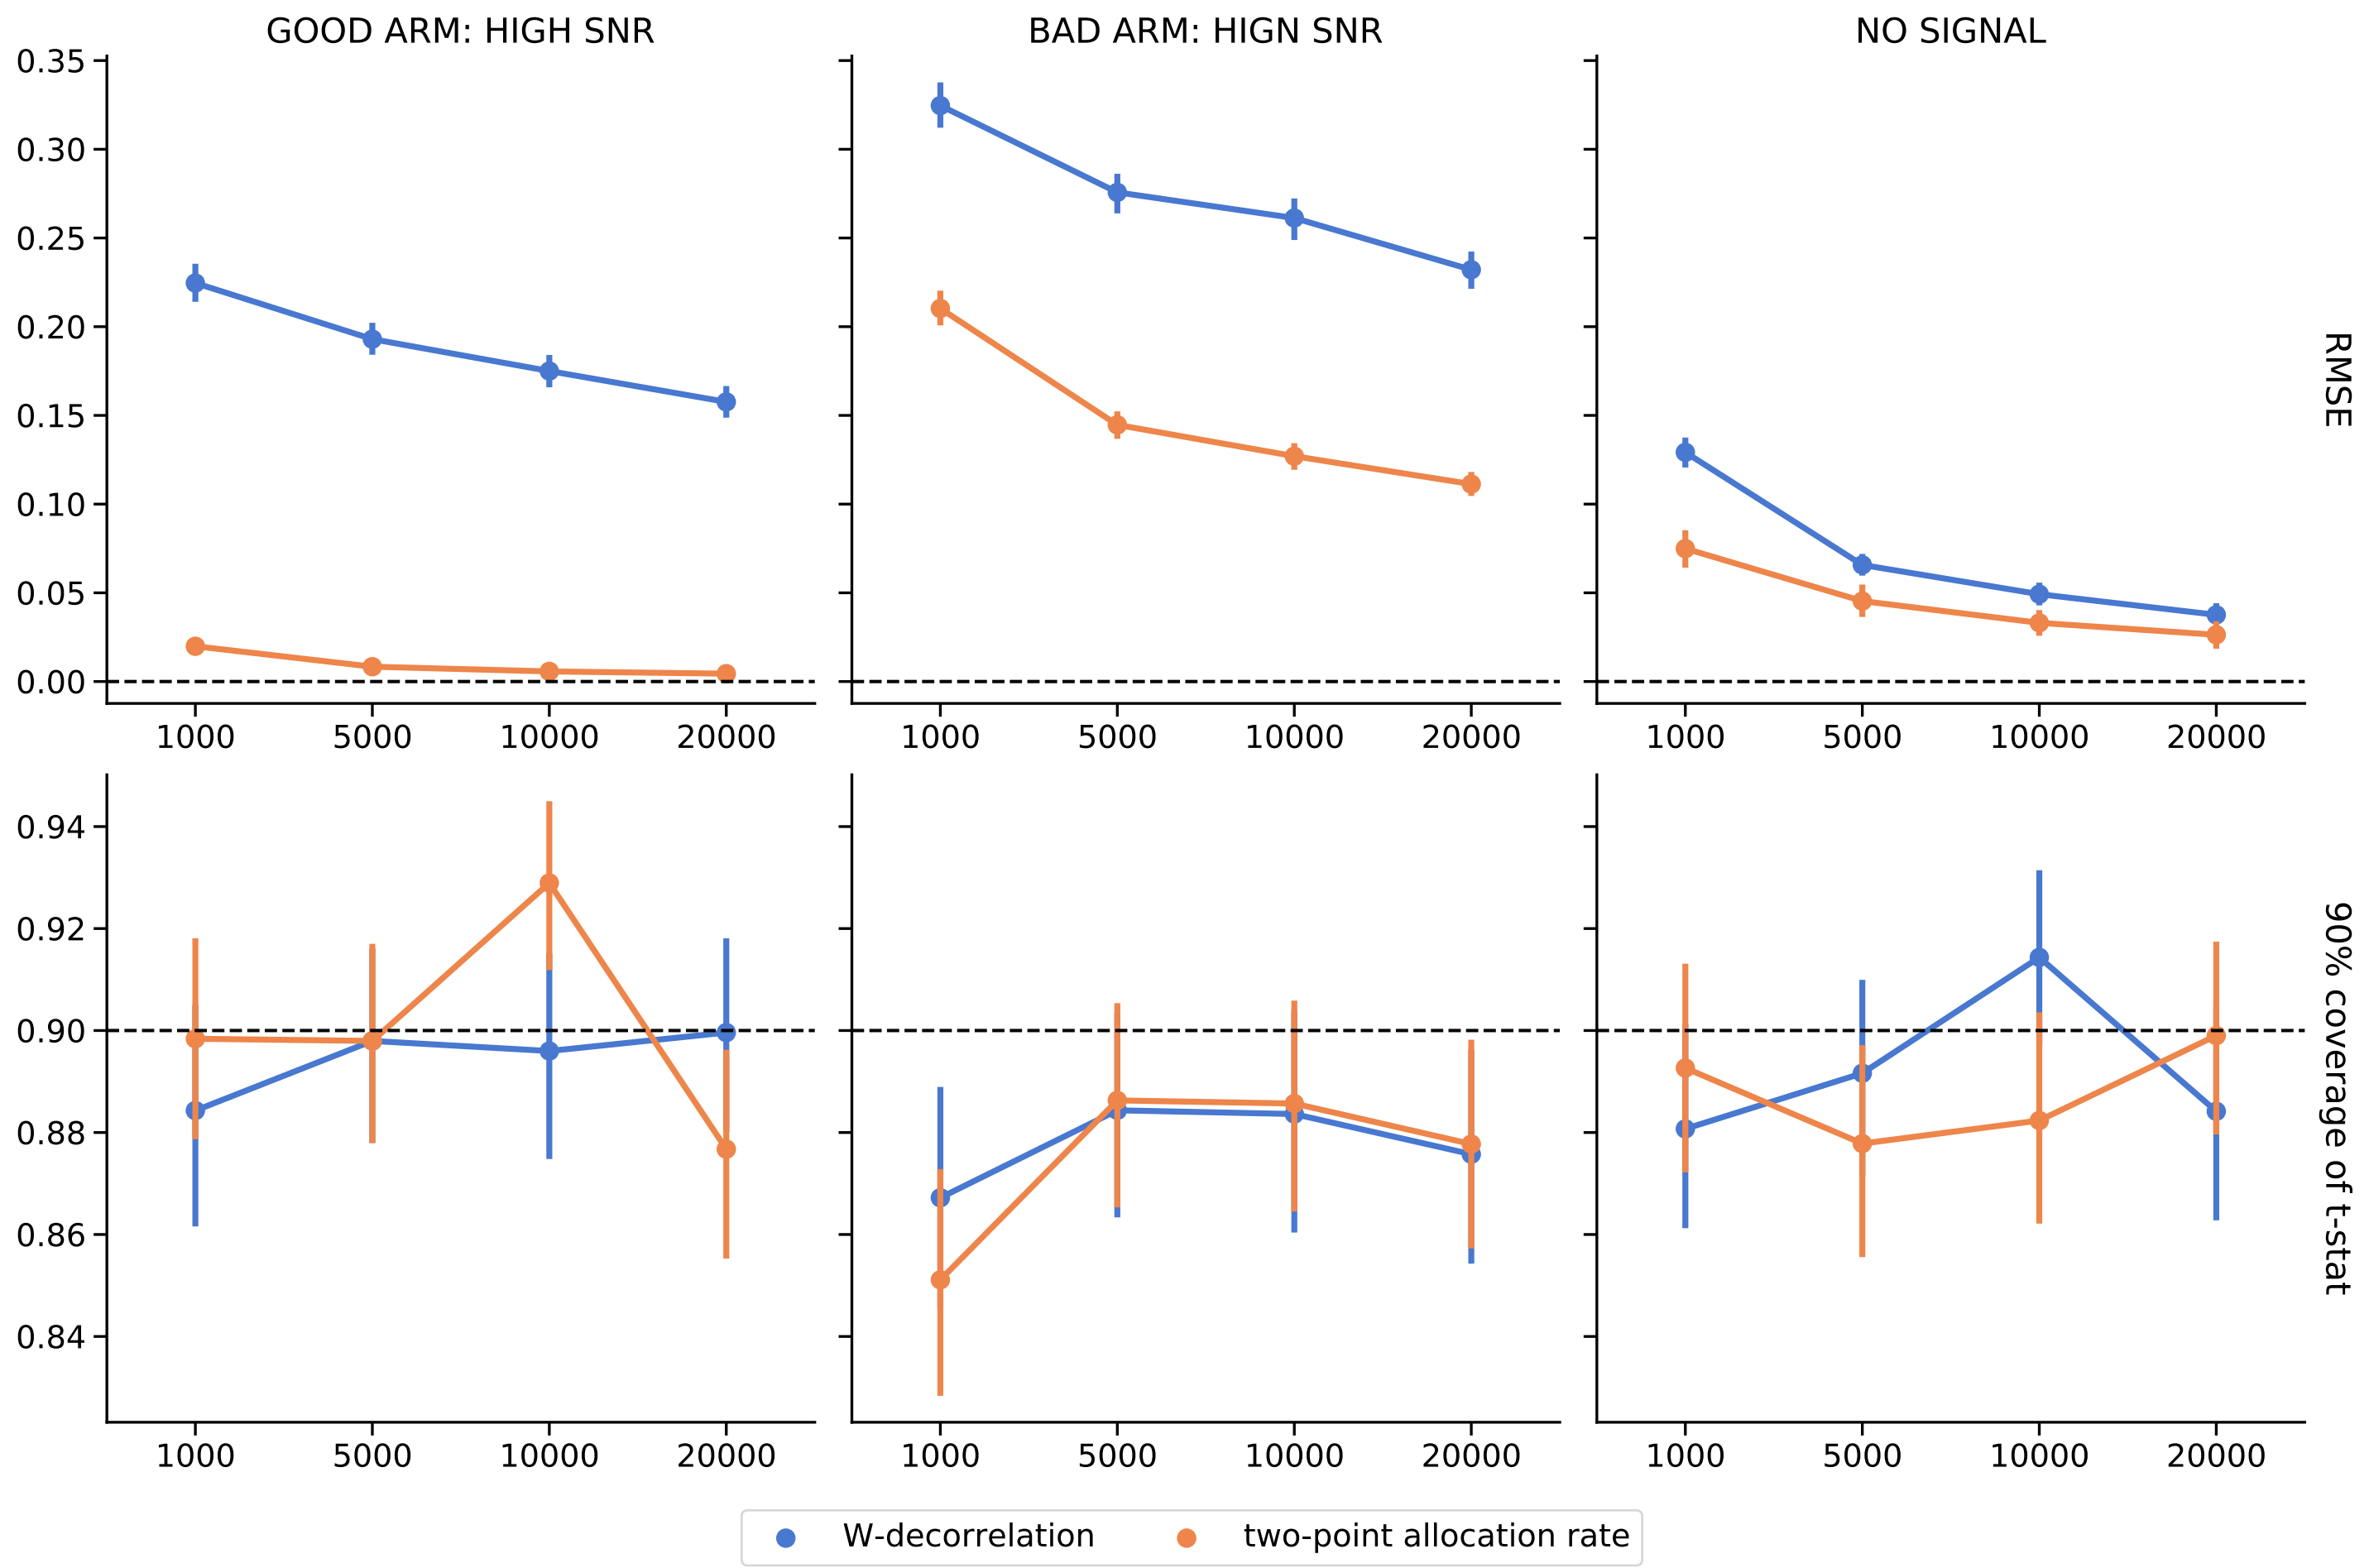 GOOD ARM: HIGH SNR
BAD ARM: HIGN SNR
NO SIGNAL
0.35
0.30
0.25
0.20
0.15
0.10
0.05
0.00
RMSE
1000 5000 10000 20000
1000 5000 10000 20000
1000 5000 10000 20000
0.94
0.92
0.90
0.88
0.86
0.84
90% coverage of t-stat
1000 5000 10000 20000
1000 5000 10000 20000
1000 5000 10000 20000
W-decorrelation
two-point allocation rate